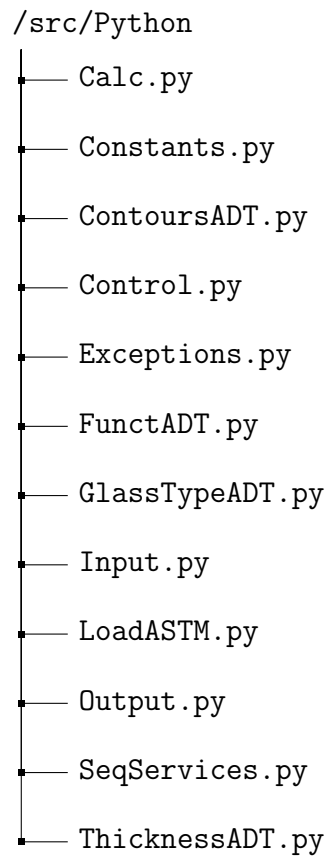 /src/Python
Calc.py
Constants.py
ContoursADT.py
Control.py
Exceptions.py
FunctADT.py
GlassTypeADT.py
Input.py
LoadASTM.py
Output.py
SeqServices.py
ThicknessADT.py